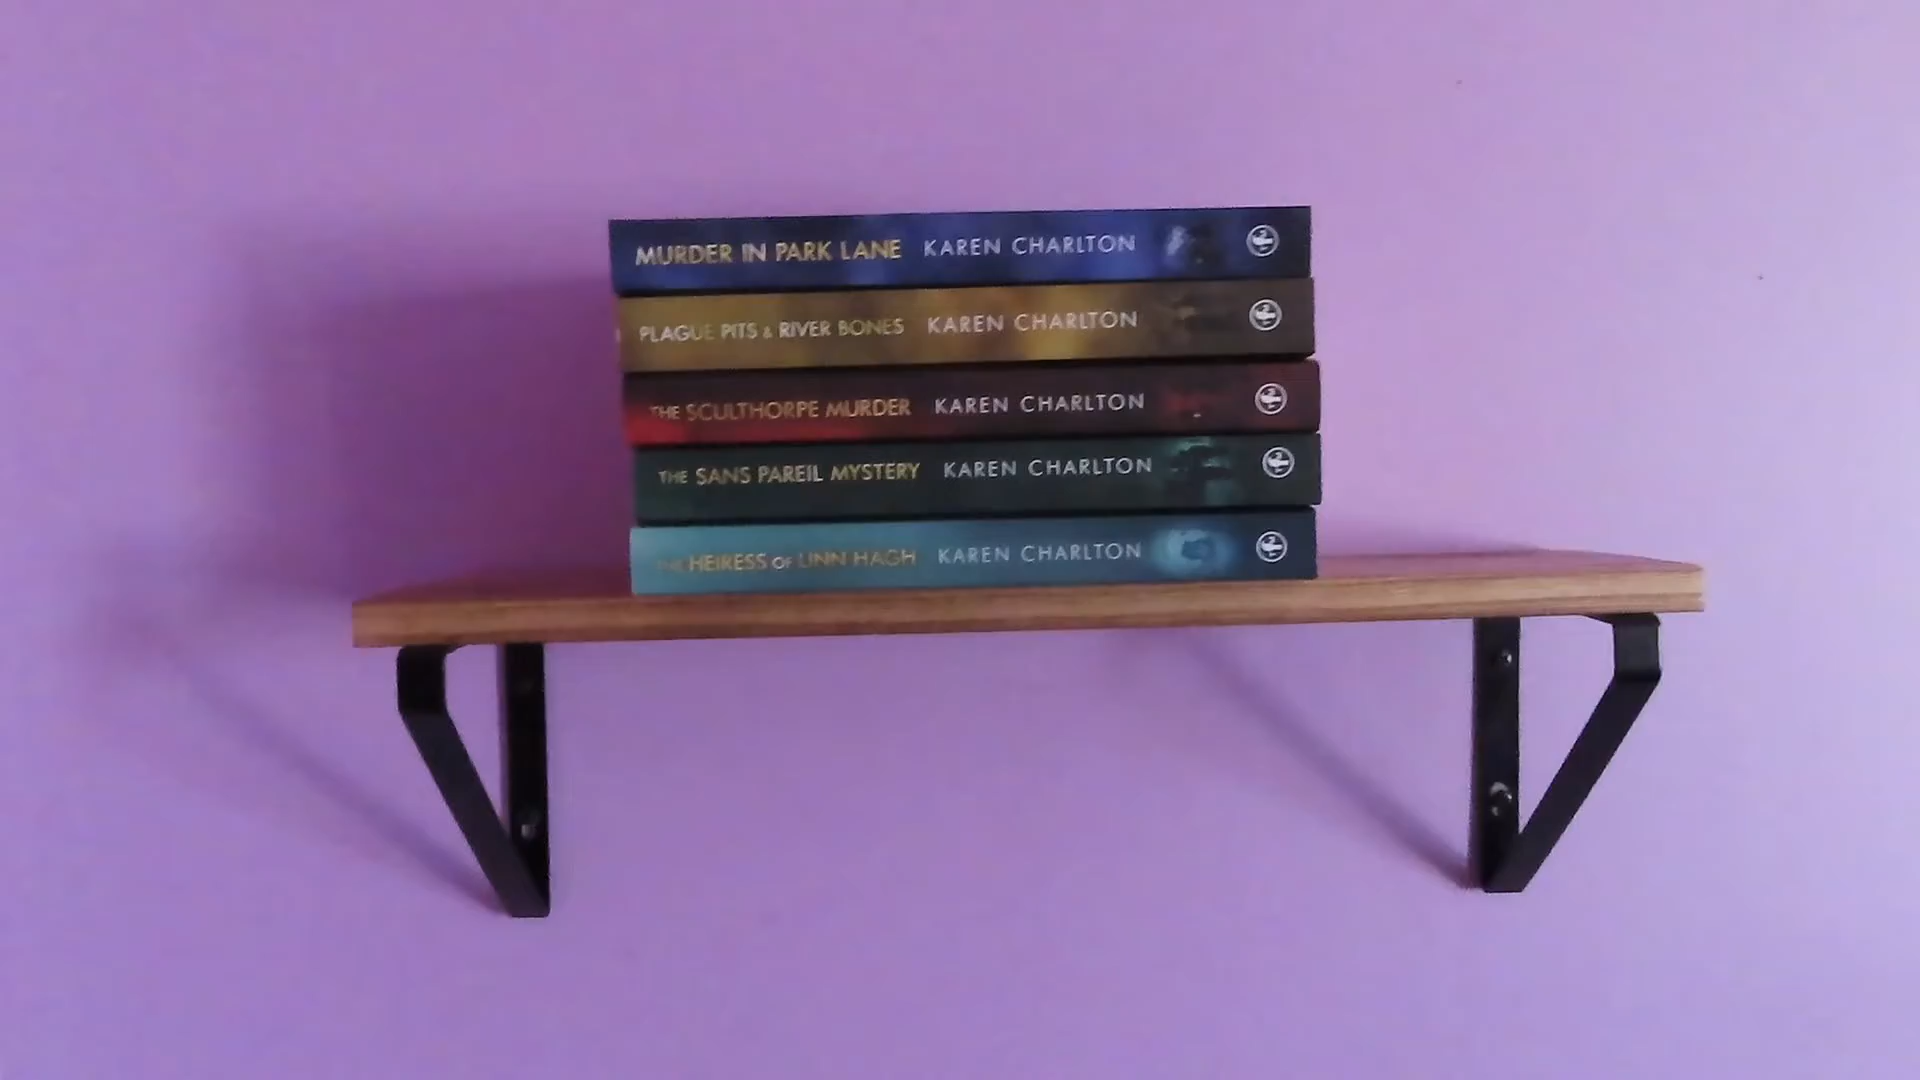 MURDER IN PARK LANE KAREN CHARLTON
PLAGUE PITS & RIVER BONES KAREN CHARLTON
THE SCULTHORPE MURDER KAREN CHARLTON
THE SANS PAREIL MYSTERY KAREN CHARLTON
THE HEIRESS OF LINN HAGH KAREN CHARLTON